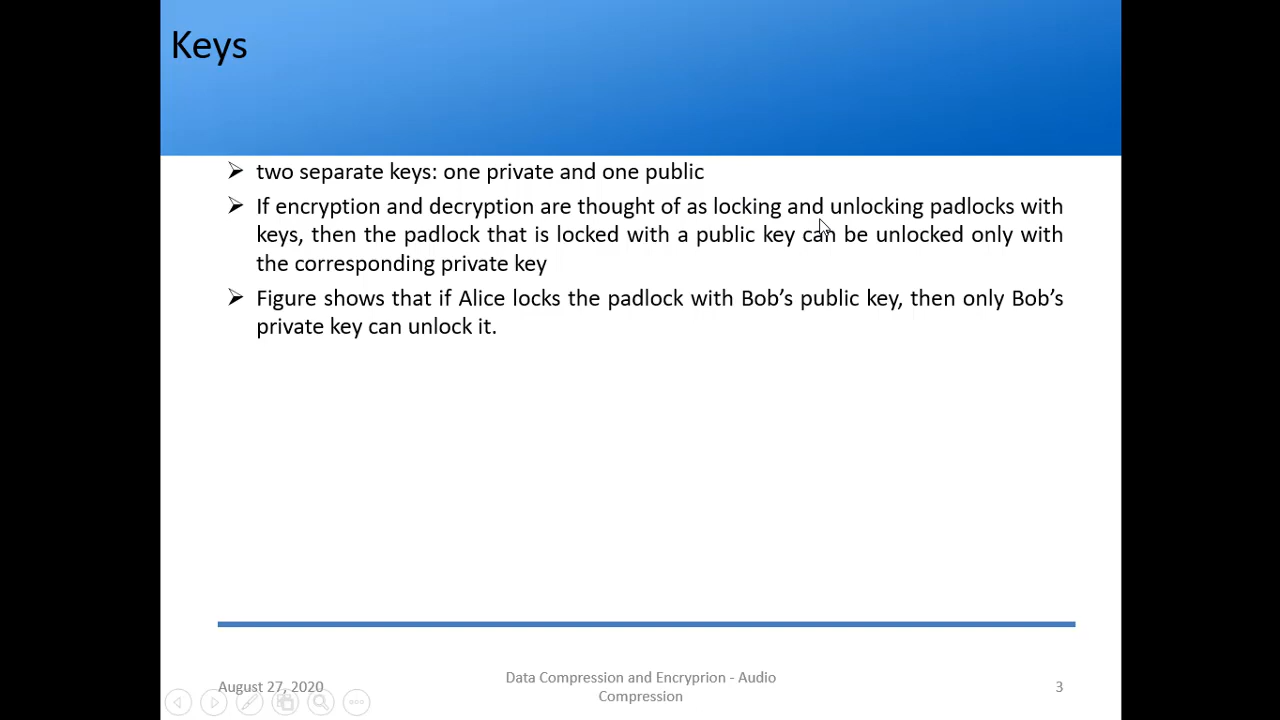 Keys
two separate keys: one private and one public
If encryption and decryption are thought of as locking and unlocking padlocks with
keys, then the padlock that is locked with a public key can be unlocked only with
the corresponding private key
Figure shows that if Alice locks the padlock with Bob’s public key, then only Bob’s
private key can unlock it.
August 27, 2020
Data Compression and Encryprion - Audio
Compression
3